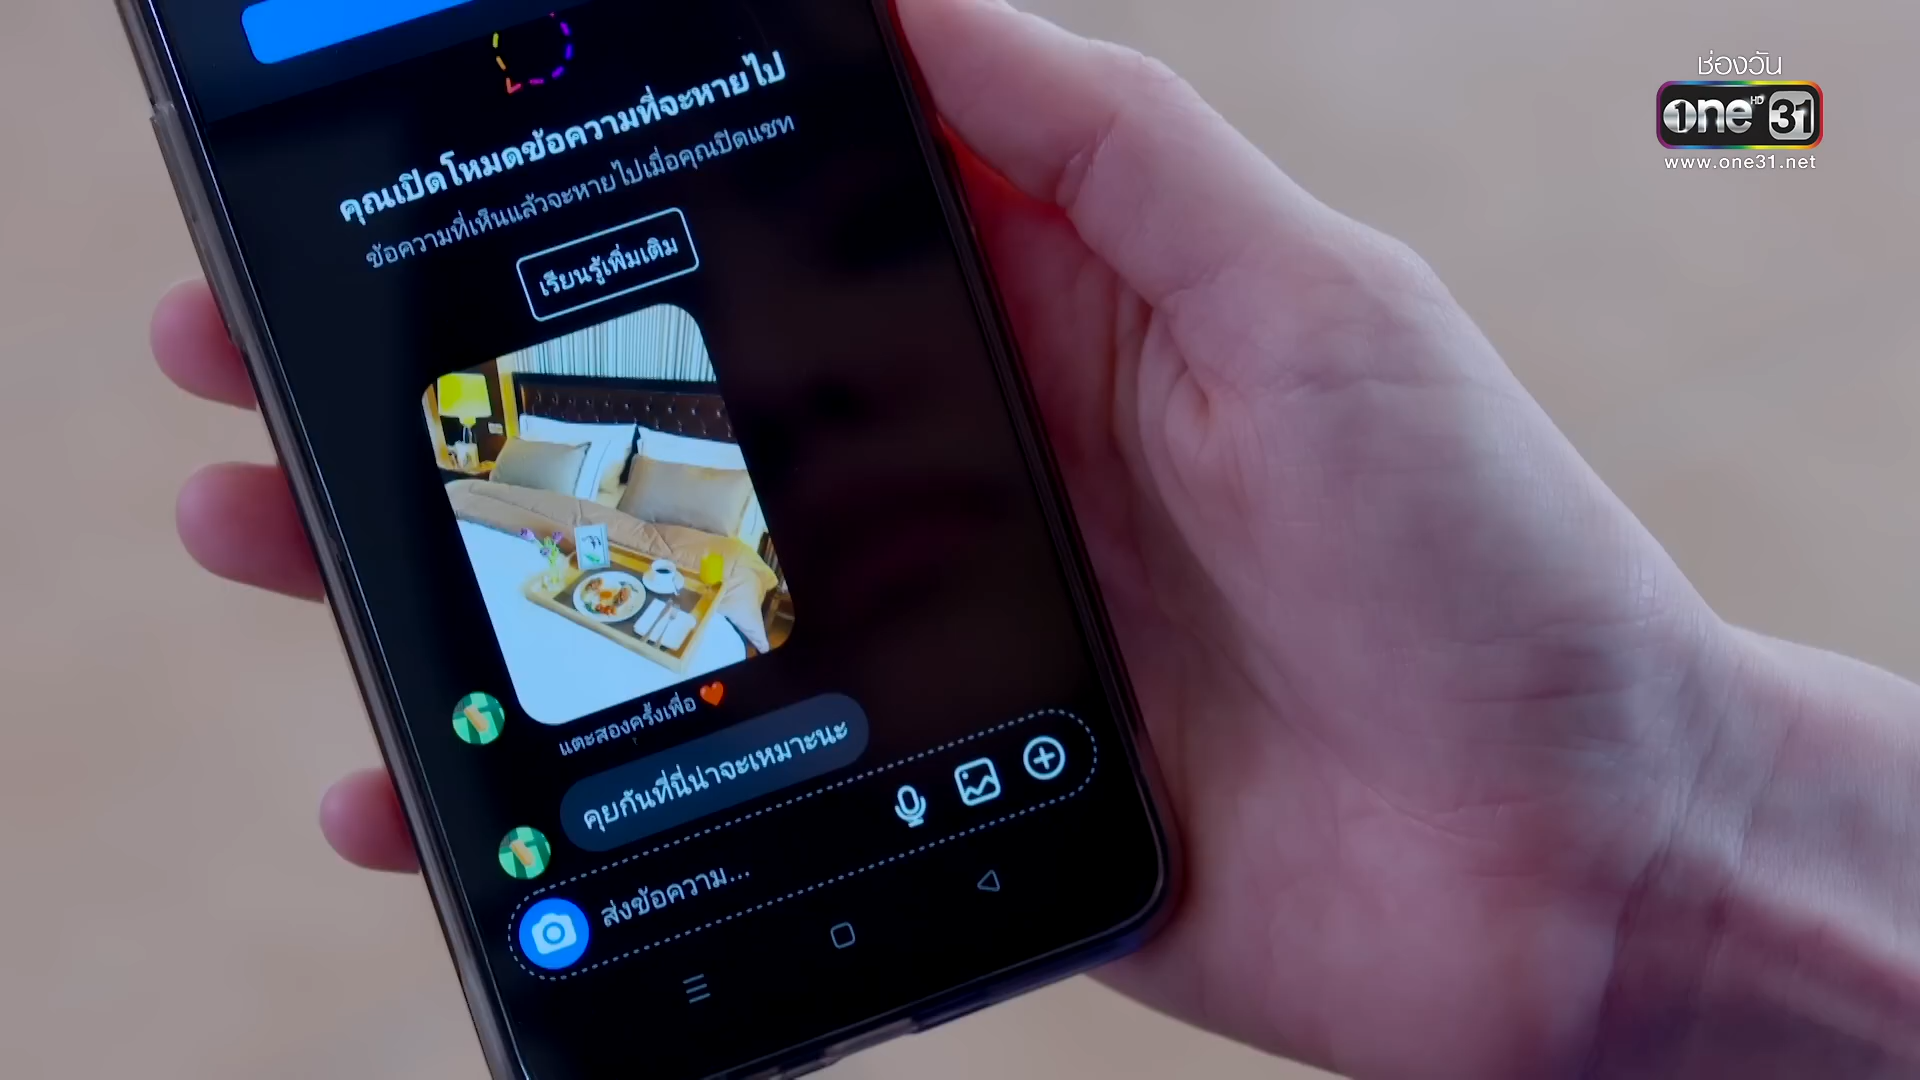 ช่องวัน
one HD 31
www.one31.net
คุณเปิดโหมดข้อความที่จะหายไป
ข้อความที่เห็นแล้วจะหายไปเมื่อคุณปิดแชท
เรียนรู้เพิ่มเติม
แตะสองครั้งเพื่อ ❤️
คุยกันที่นี่น่าจะเหมาะนะ
ส่งข้อความ...